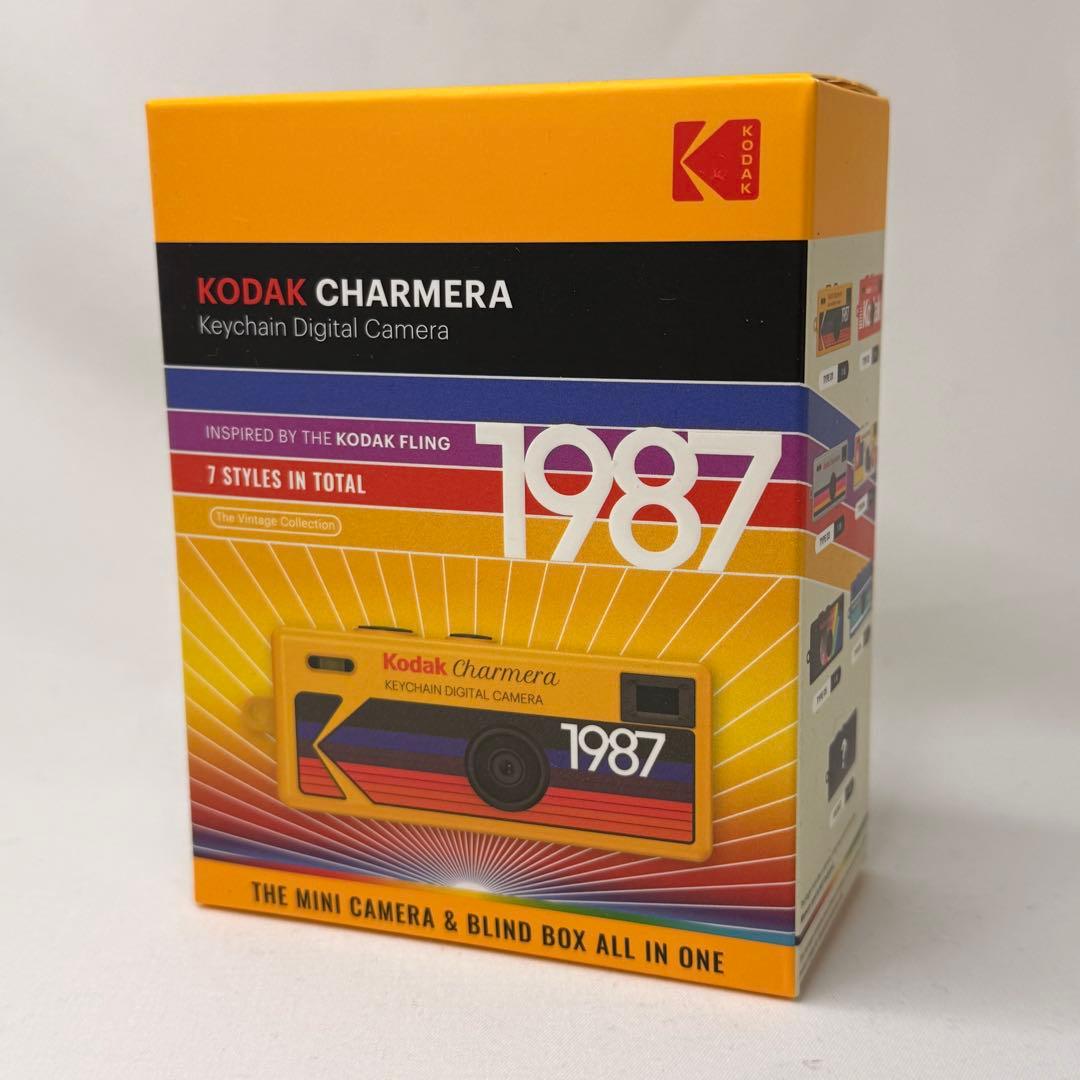 KODAK
KODAK CHARMERA
Keychain Digital Camera
INSPIRED BY THE KODAK FLING
1987
7 STYLES IN TOTAL
The Vintage Collection
Kodak Charmera
KEYCHAIN DIGITAL CAMERA
1987
THE MINI CAMERA & BLIND BOX ALL IN ONE